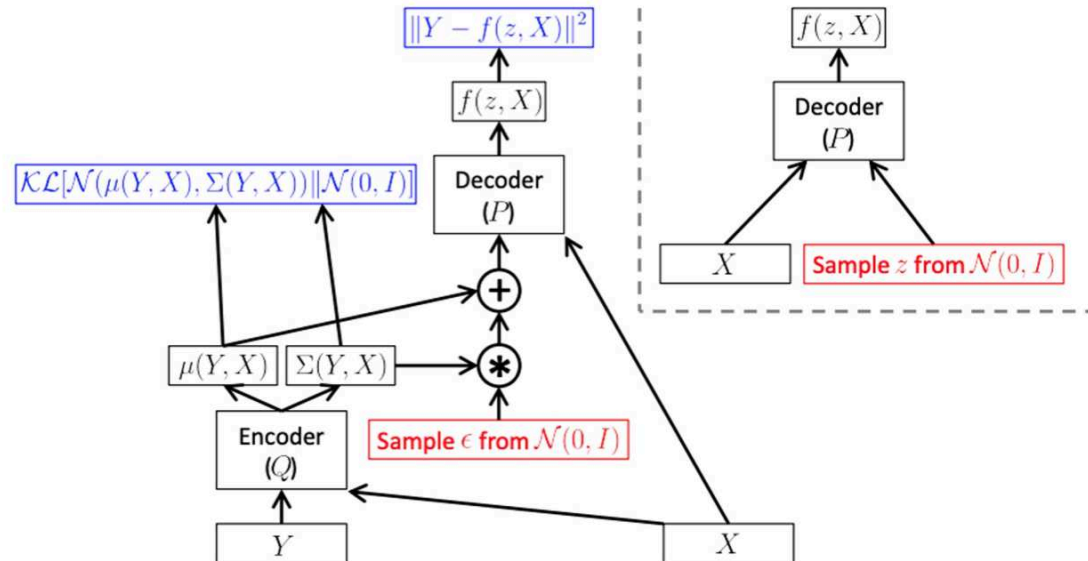 ‖Y − f(z, X)‖²
f(z, X)
Decoder
(P)
𝒦ℒ[𝒩(μ(Y, X), Σ(Y, X))‖𝒩(0, I)]
+
μ(Y, X)
Σ(Y, X)
*
Encoder
(Q)
Sample ϵ from 𝒩(0, I)
Y
X
f(z, X)
Decoder
(P)
X
Sample z from 𝒩(0, I)